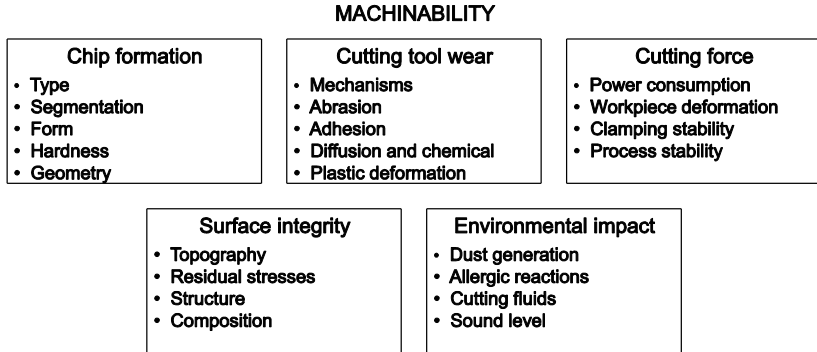 MACHINABILITY
Chip formation
• Type
• Segmentation
• Form
• Hardness
• Geometry
Cutting tool wear
• Mechanisms
• Abrasion
• Adhesion
• Diffusion and chemical
• Plastic deformation
Cutting force
• Power consumption
• Workpiece deformation
• Clamping stability
• Process stability
Surface integrity
• Topography
• Residual stresses
• Structure
• Composition
Environmental impact
• Dust generation
• Allergic reactions
• Cutting fluids
• Sound level